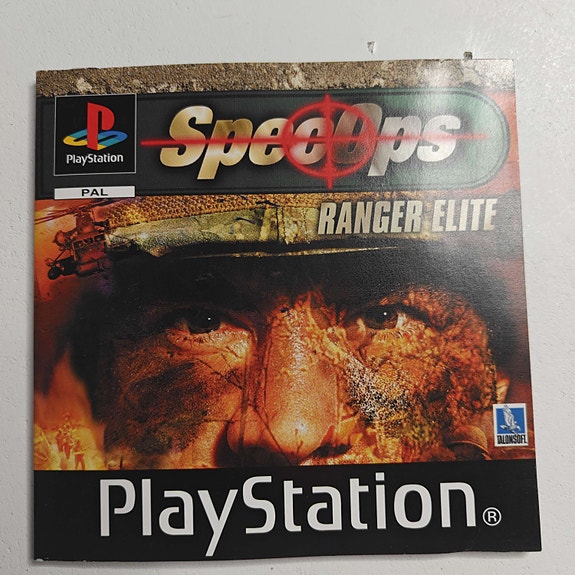 PlayStation
PAL
SpecOps
RANGER ELITE
TALONSOFT
PlayStation®